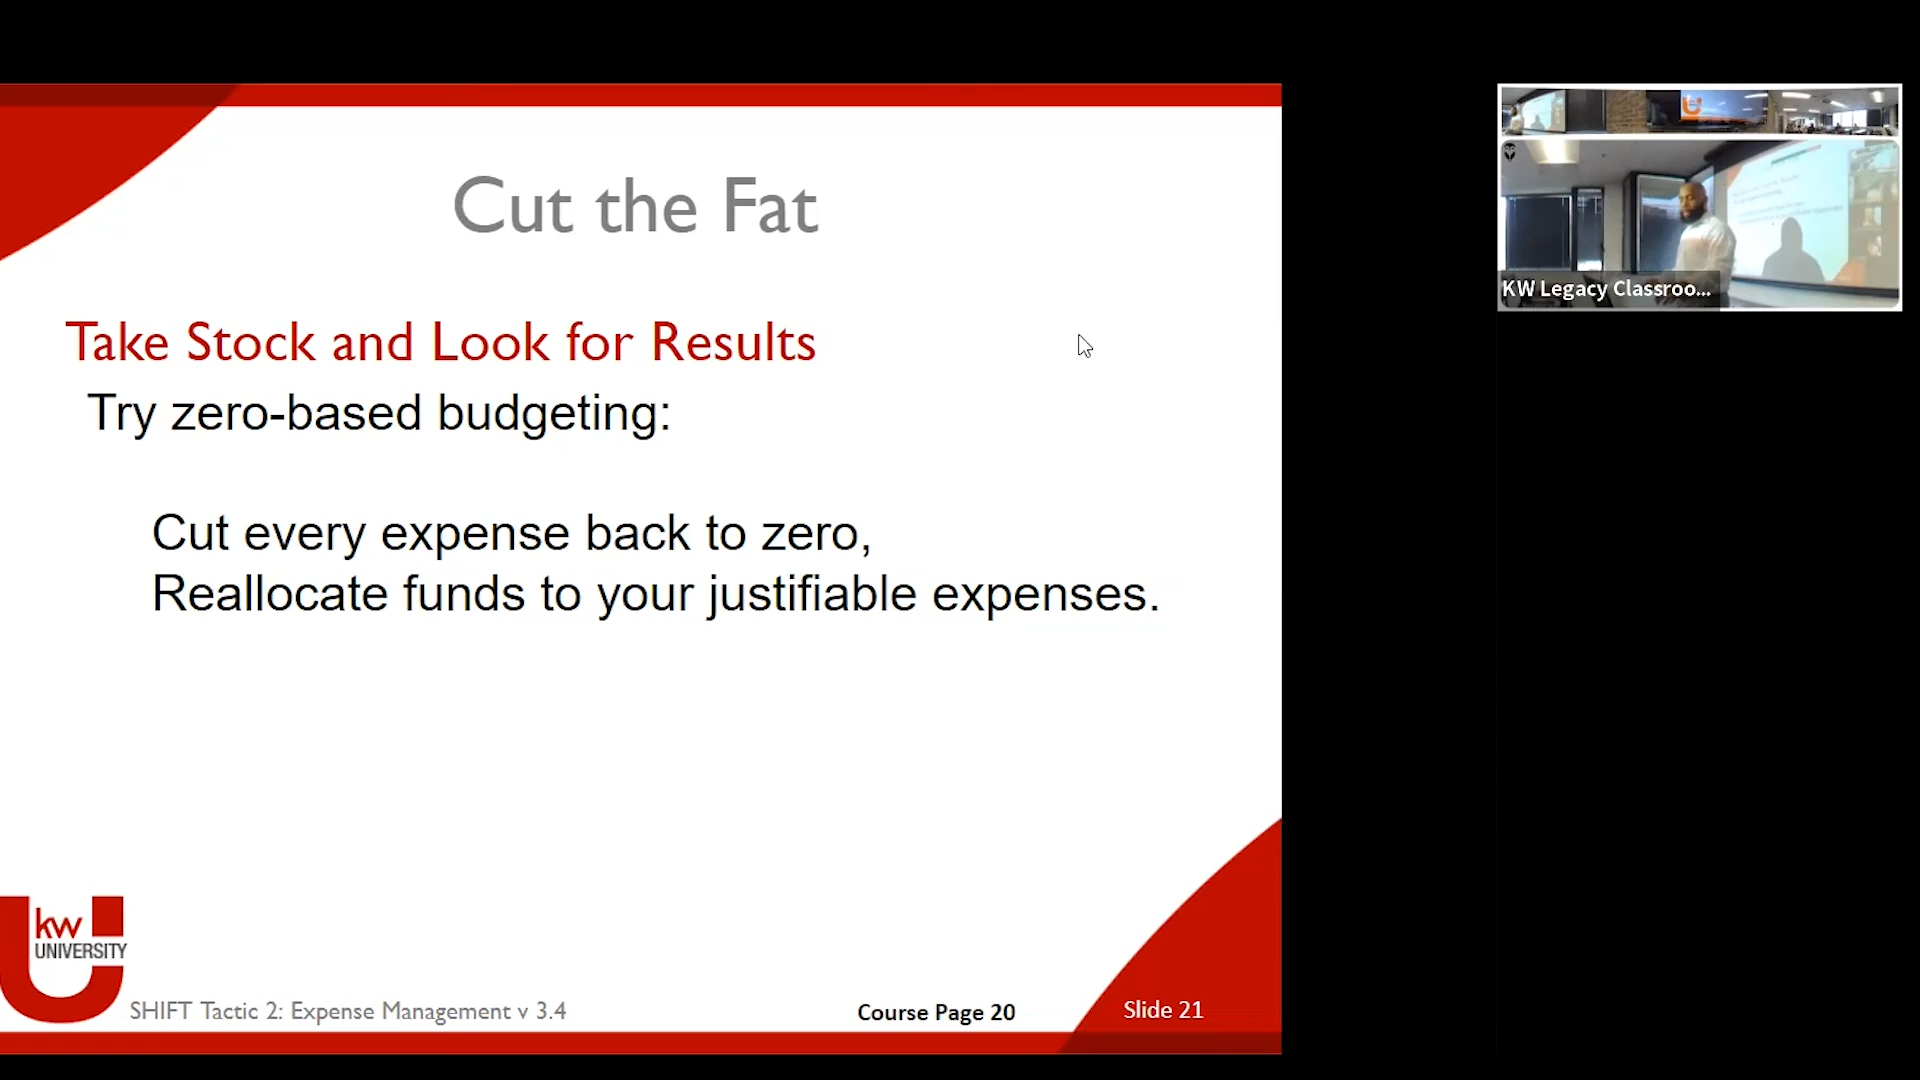 Cut the Fat
Take Stock and Look for Results
Try zero-based budgeting:
Cut every expense back to zero,
Reallocate funds to your justifiable expenses.
kw
UNIVERSITY
SHIFT Tactic 2: Expense Management v 3.4
Course Page 20
Slide 21
KW Legacy Classroo...